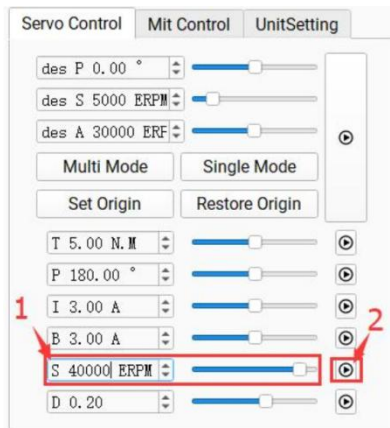 Servo Control Mit Control UnitSetting
des P 0.00 °
des S 5000 ERPM
des A 30000 ERF
Multi Mode Single Mode
Set Origin Restore Origin
T 5.00 N.M
P 180.00 °
I 3.00 A
1 2
B 3.00 A
S 40000 ERPM
D 0.20